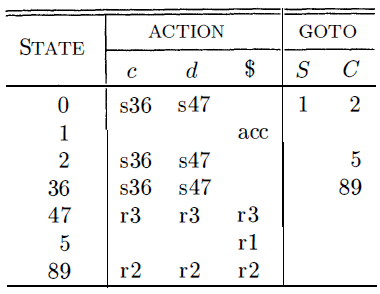 STATE ACTION GOTO
c d $ S C
0 s36 s47 1 2
1 acc
2 s36 s47 5
36 s36 s47 89
47 r3 r3 r3
5 r1
89 r2 r2 r2